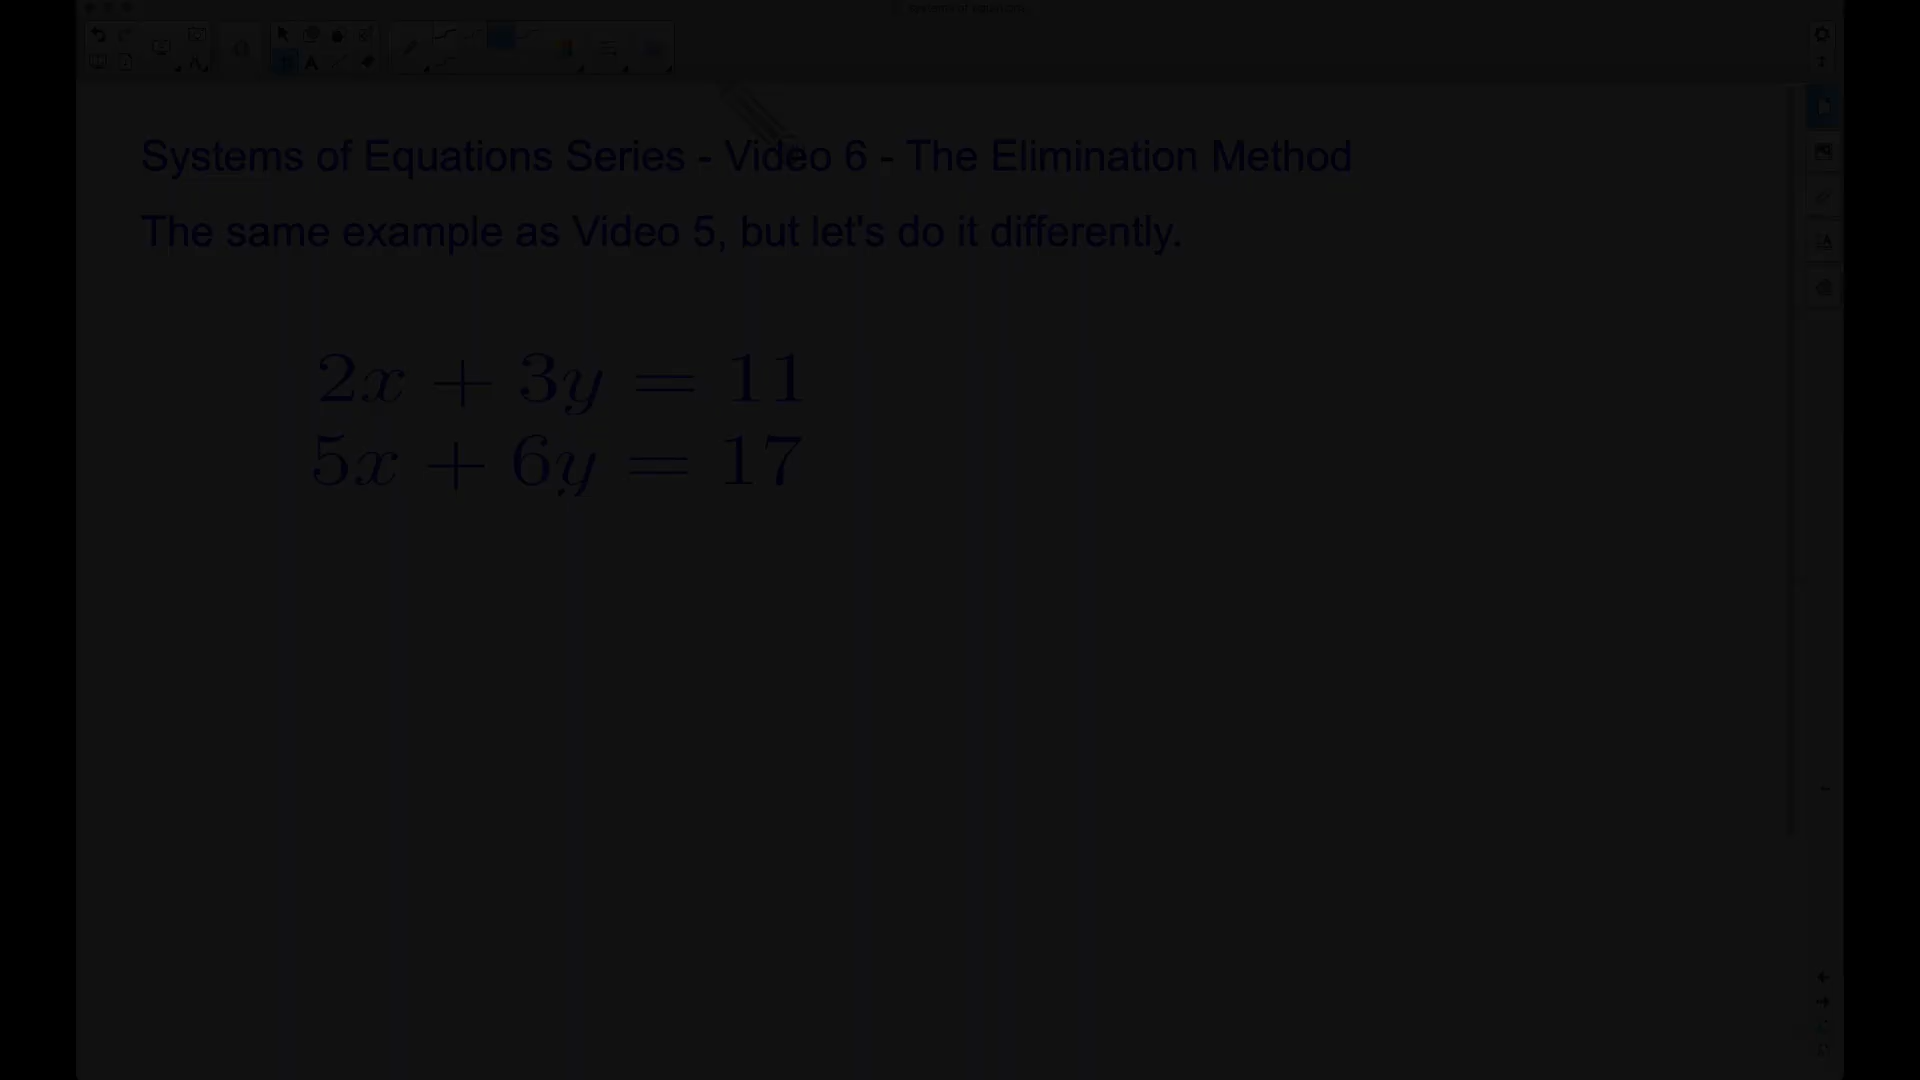 Systems of Equations Series - Video 6 - The Elimination Method
The same example as Video 5, but let's do it differently.
2x + 3y = 11
5x + 6y = 17